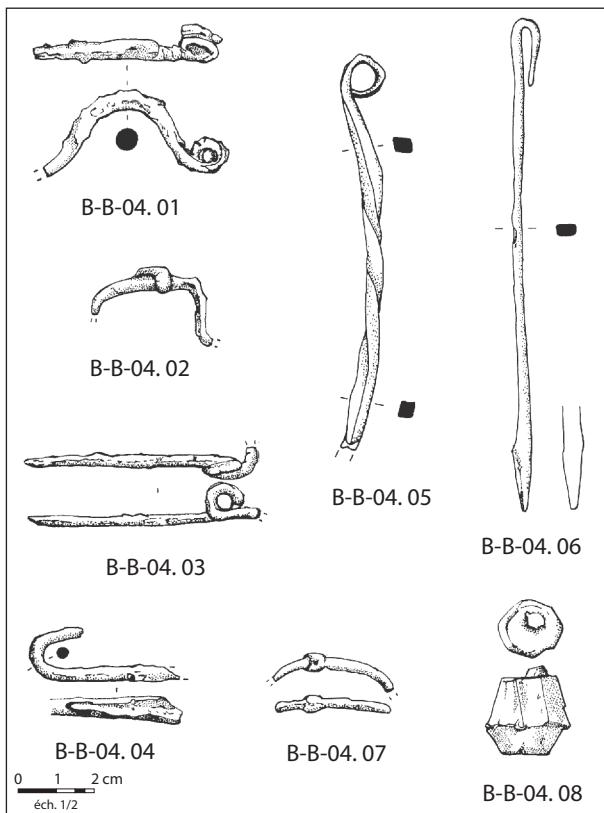 B-B-04. 01
B-B-04. 02
B-B-04. 03
B-B-04. 04
B-B-04. 05
B-B-04. 06
B-B-04. 07
B-B-04. 08
0 1 2 cm
éch. 1/2